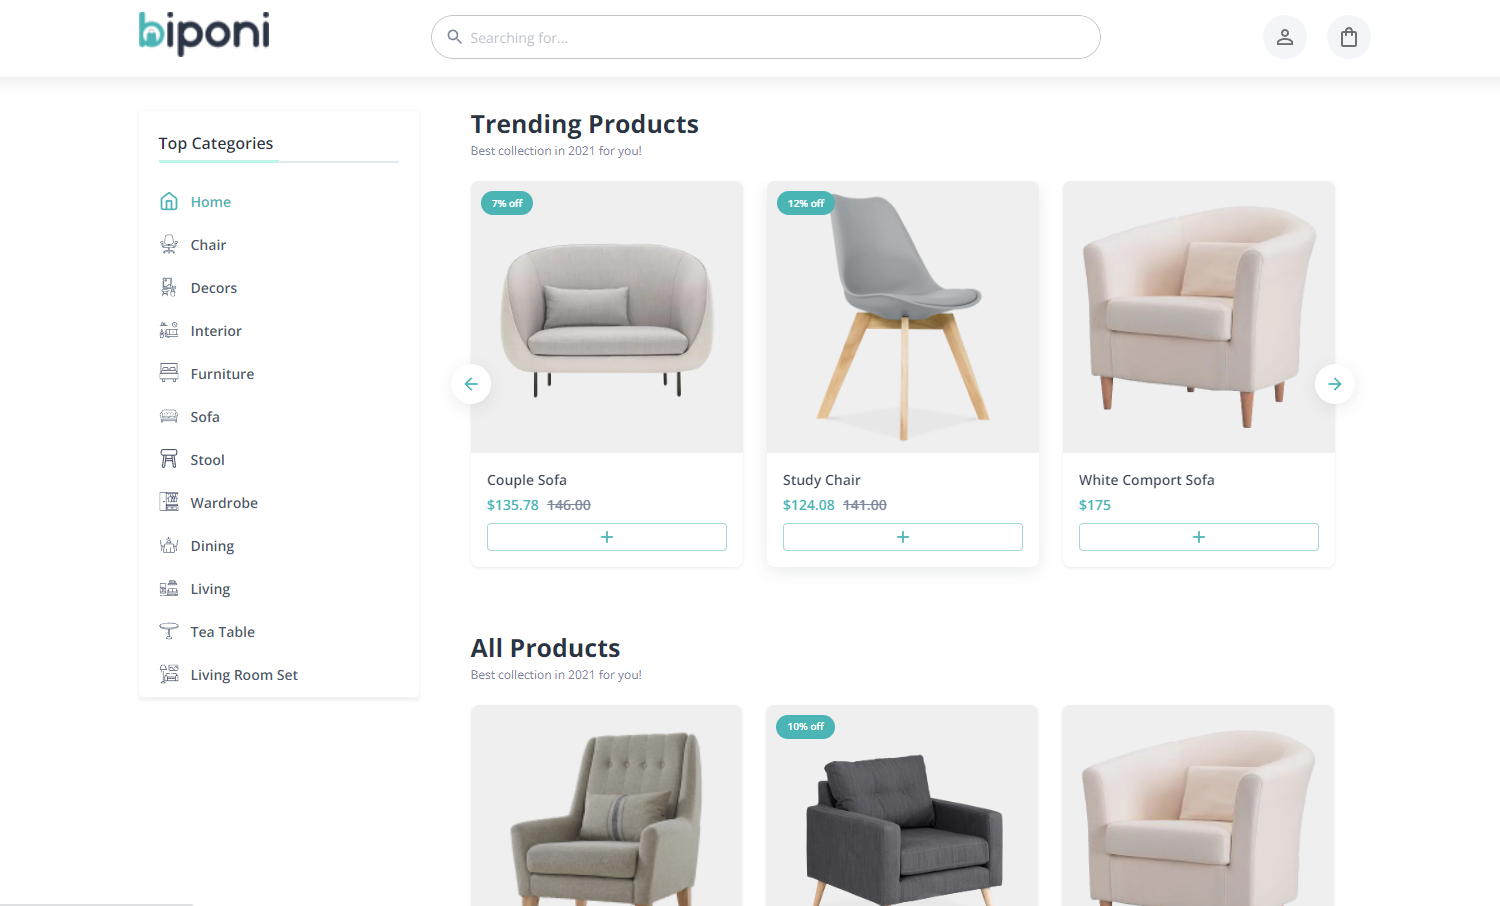 biponi
Searching for...
Top Categories
Home
Chair
Decors
Interior
Furniture
Sofa
Stool
Wardrobe
Dining
Living
Tea Table
Living Room Set
Trending Products
Best collection in 2021 for you!
7% off
12% off
Couple Sofa
$135.78 146.00
+
Study Chair
$124.08 141.00
+
White Comport Sofa
$175
+
All Products
Best collection in 2021 for you!
10% off